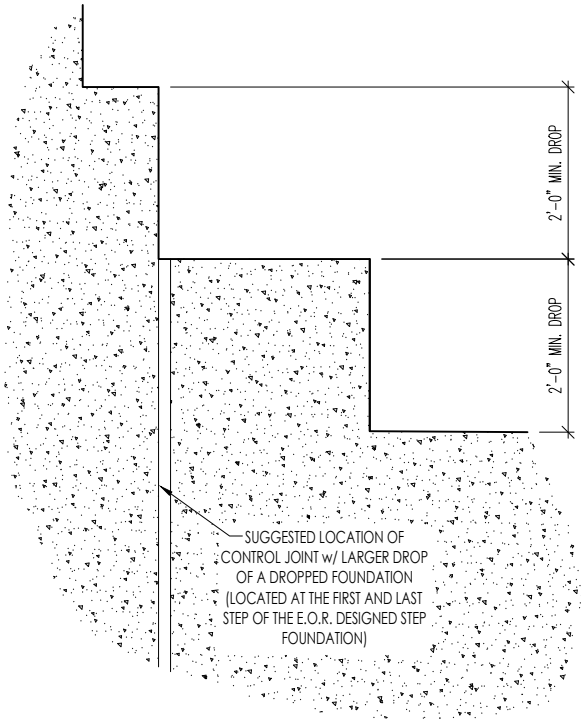 2'-0" MIN. DROP
2'-0" MIN. DROP
SUGGESTED LOCATION OF
CONTROL JOINT w/ LARGER DROP
OF A DROPPED FOUNDATION
(LOCATED AT THE FIRST AND LAST
STEP OF THE E.O.R. DESIGNED STEP
FOUNDATION)